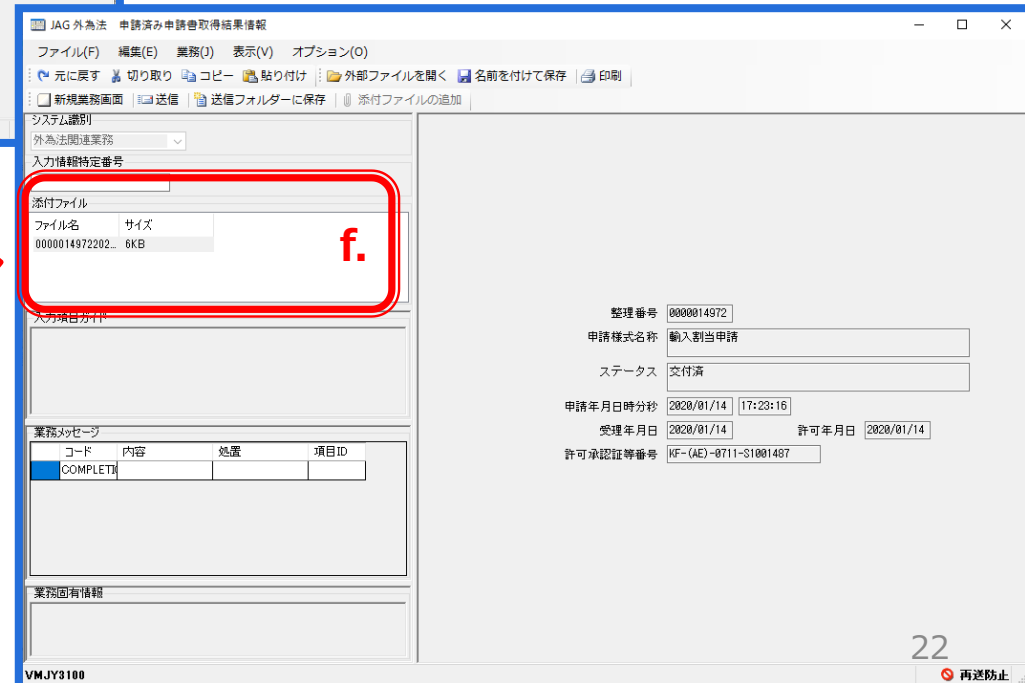 JAG 外為法　申請済み申請書取得結果情報
ファイル(F) 編集(E) 業務(J) 表示(V) オプション(O)
元に戻す 切り取り コピー 貼り付け 外部ファイルを開く 名前を付けて保存 印刷
新規業務画面 送信 送信フォルダーに保存 添付ファイルの追加
システム識別
外為法関連業務
入力情報特定番号
添付ファイル
ファイル名 サイズ
0000014972202... 6KB
f.
入力項目ガイド
業務メッセージ
コード 内容 処置 項目ID
COMPLETI
業務固有情報
整理番号 0000014972
申請様式名称 輸入割当申請
ステータス 交付済
申請年月日時分秒 2020/01/14 17:23:16
受理年月日 2020/01/14 許可年月日 2020/01/14
許可承認証等番号 KF-(AE)-0711-S1001487
22
VMJY3100 再送防止